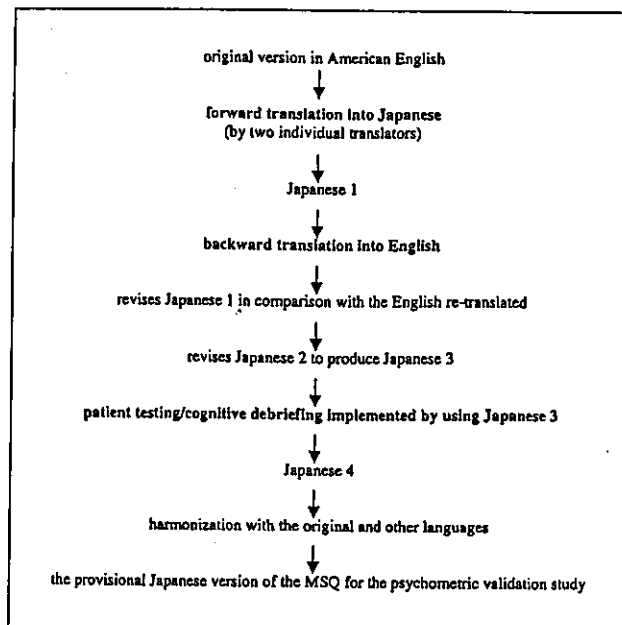 original version in American English
forward translation into Japanese
(by two individual translators)
Japanese 1
backward translation into English
revises Japanese 1 in comparison with the English re-translated
revises Japanese 2 to produce Japanese 3
patient testing/cognitive debriefing implemented by using Japanese 3
Japanese 4
harmonization with the original and other languages
the provisional Japanese version of the MSQ for the psychometric validation study